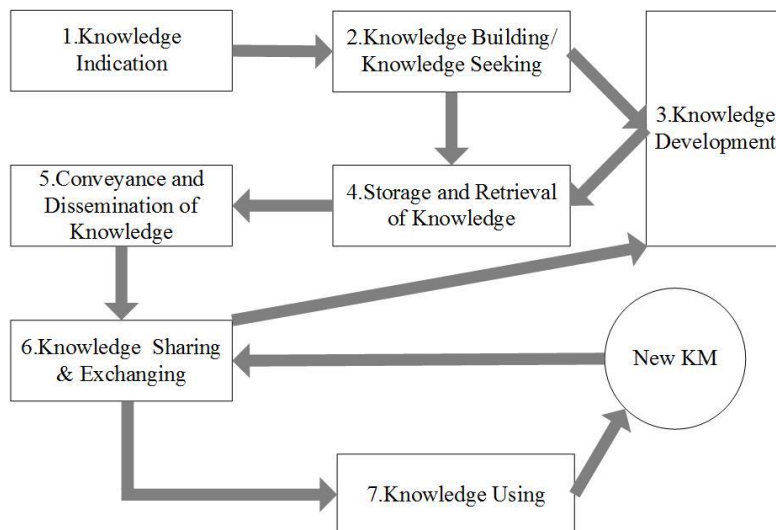 1.Knowledge
Indication
2.Knowledge Building/
Knowledge Seeking
3.Knowledge
Development
4.Storage and Retrieval
of Knowledge
5.Conveyance and
Dissemination of
Knowledge
6.Knowledge Sharing
& Exchanging
New KM
7.Knowledge Using